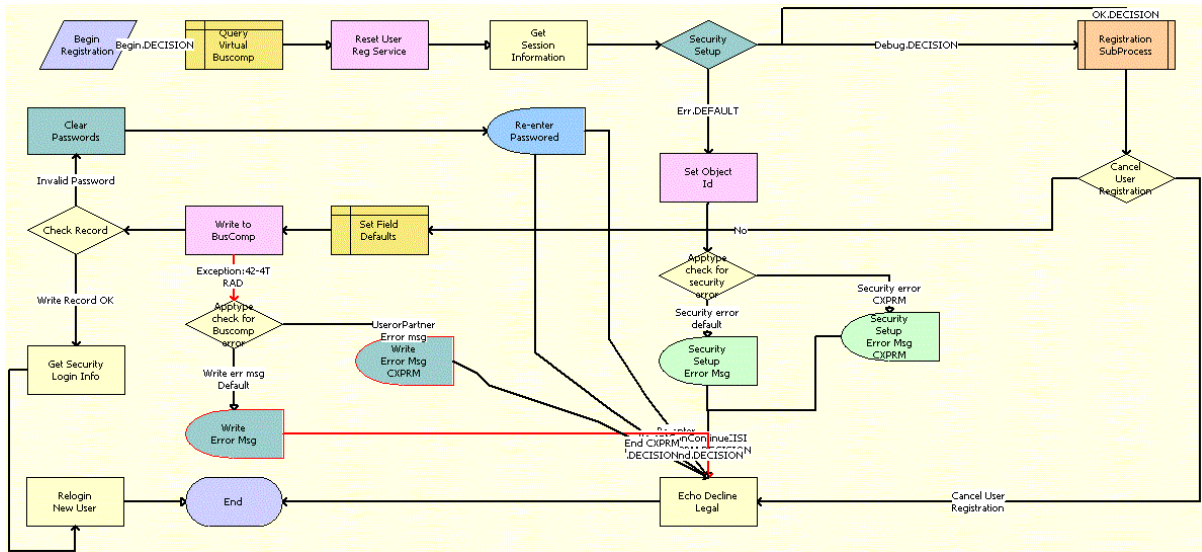 OK.DECISION
Begin
Registration
Begin.DECISION
Query
Virtual
Buscomp
Reset User
Reg Service
Get
Session
Information
Security
Setup
Debug.DECISION
Registration
SubProcess
Err.DEFAULT
Clear
Passwords
Re-enter
Passwored
Invalid Password
Set Object
Id
Cancel
User
Registration
Check Record
Write to
BusComp
Set Field
Defaults
No
Exception:42-4T
RAD
Apptype
check for
security
error
Security error
CXPRM
Write Record OK
Apptype
check for
Buscomp
error
UserorPartner
Error msg
Security error
default
Security
Setup
Error Msg
CXPRM
Get Security
Login Info
Write
Error Msg
CXPRM
Security
Setup
Error Msg
Write err msg
Default
Write
Error Msg
End CXPRM
.DECISION
Relogin
New User
End
Echo Decline
Legal
Cancel User
Registration